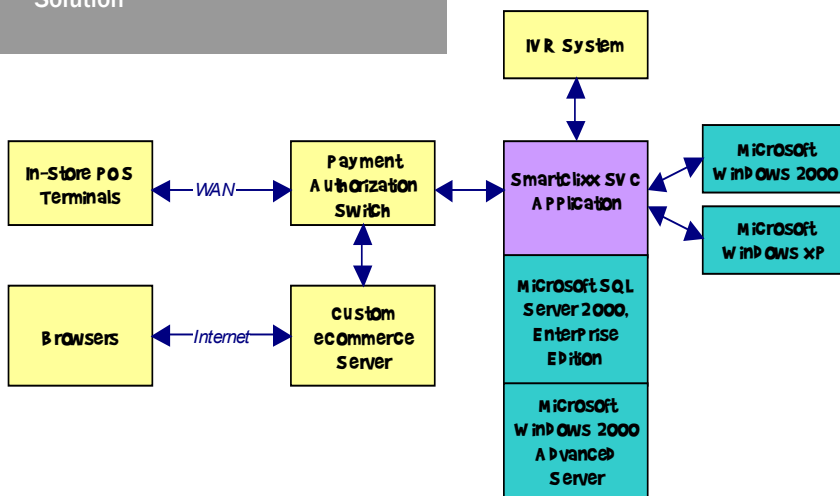 Solution
IVR System
In-Store POS
Terminals
WAN
Payment
Authorization
Switch
Smartclixx SVC
Application
Microsoft
Windows 2000
Microsoft
Windows XP
Browsers
Internet
Custom
ecommerce
Server
Microsoft SQL
Server 2000,
Enterprise
Edition
Microsoft
Windows 2000
Advanced
Server